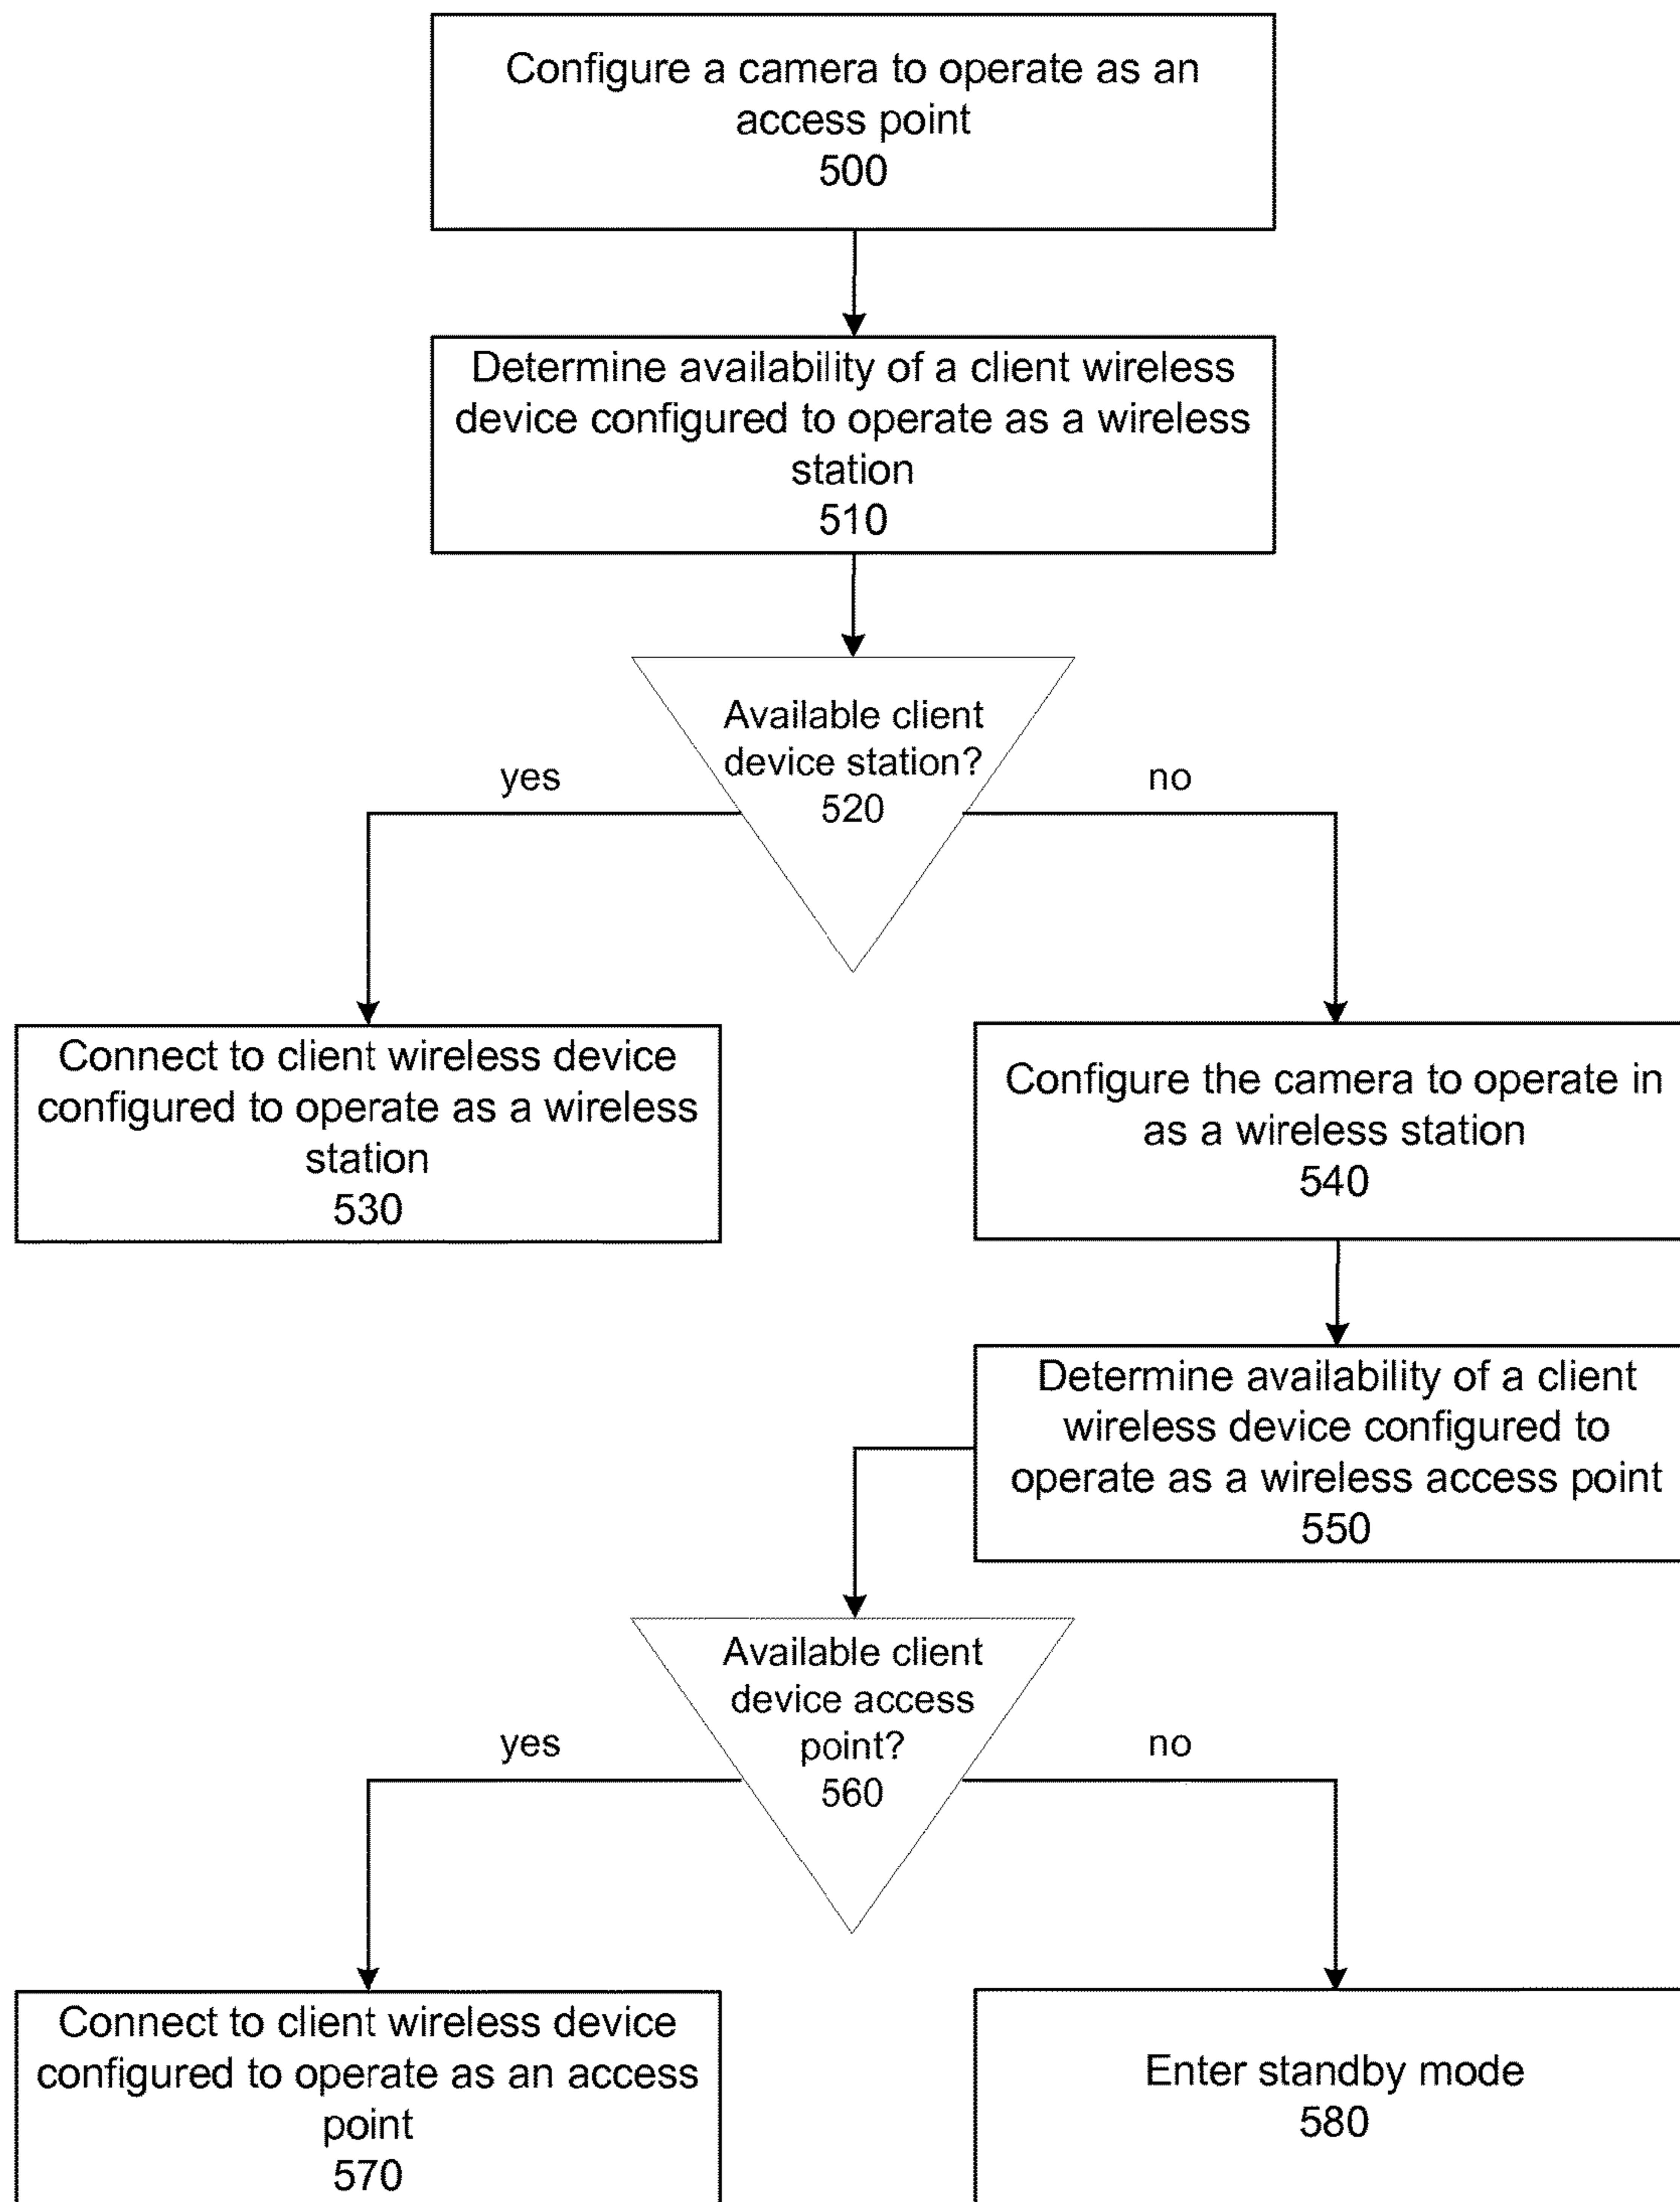 Configure a camera to operate as an
access point
500
Determine availability of a client wireless
device configured to operate as a wireless
station
510
Available client
device station?
520
yes
no
Connect to client wireless device
configured to operate as a wireless
station
530
Configure the camera to operate in
as a wireless station
540
Determine availability of a client
wireless device configured to
operate as a wireless access point
550
Available client
device access
point?
560
yes
no
Connect to client wireless device
configured to operate as an access
point
570
Enter standby mode
580